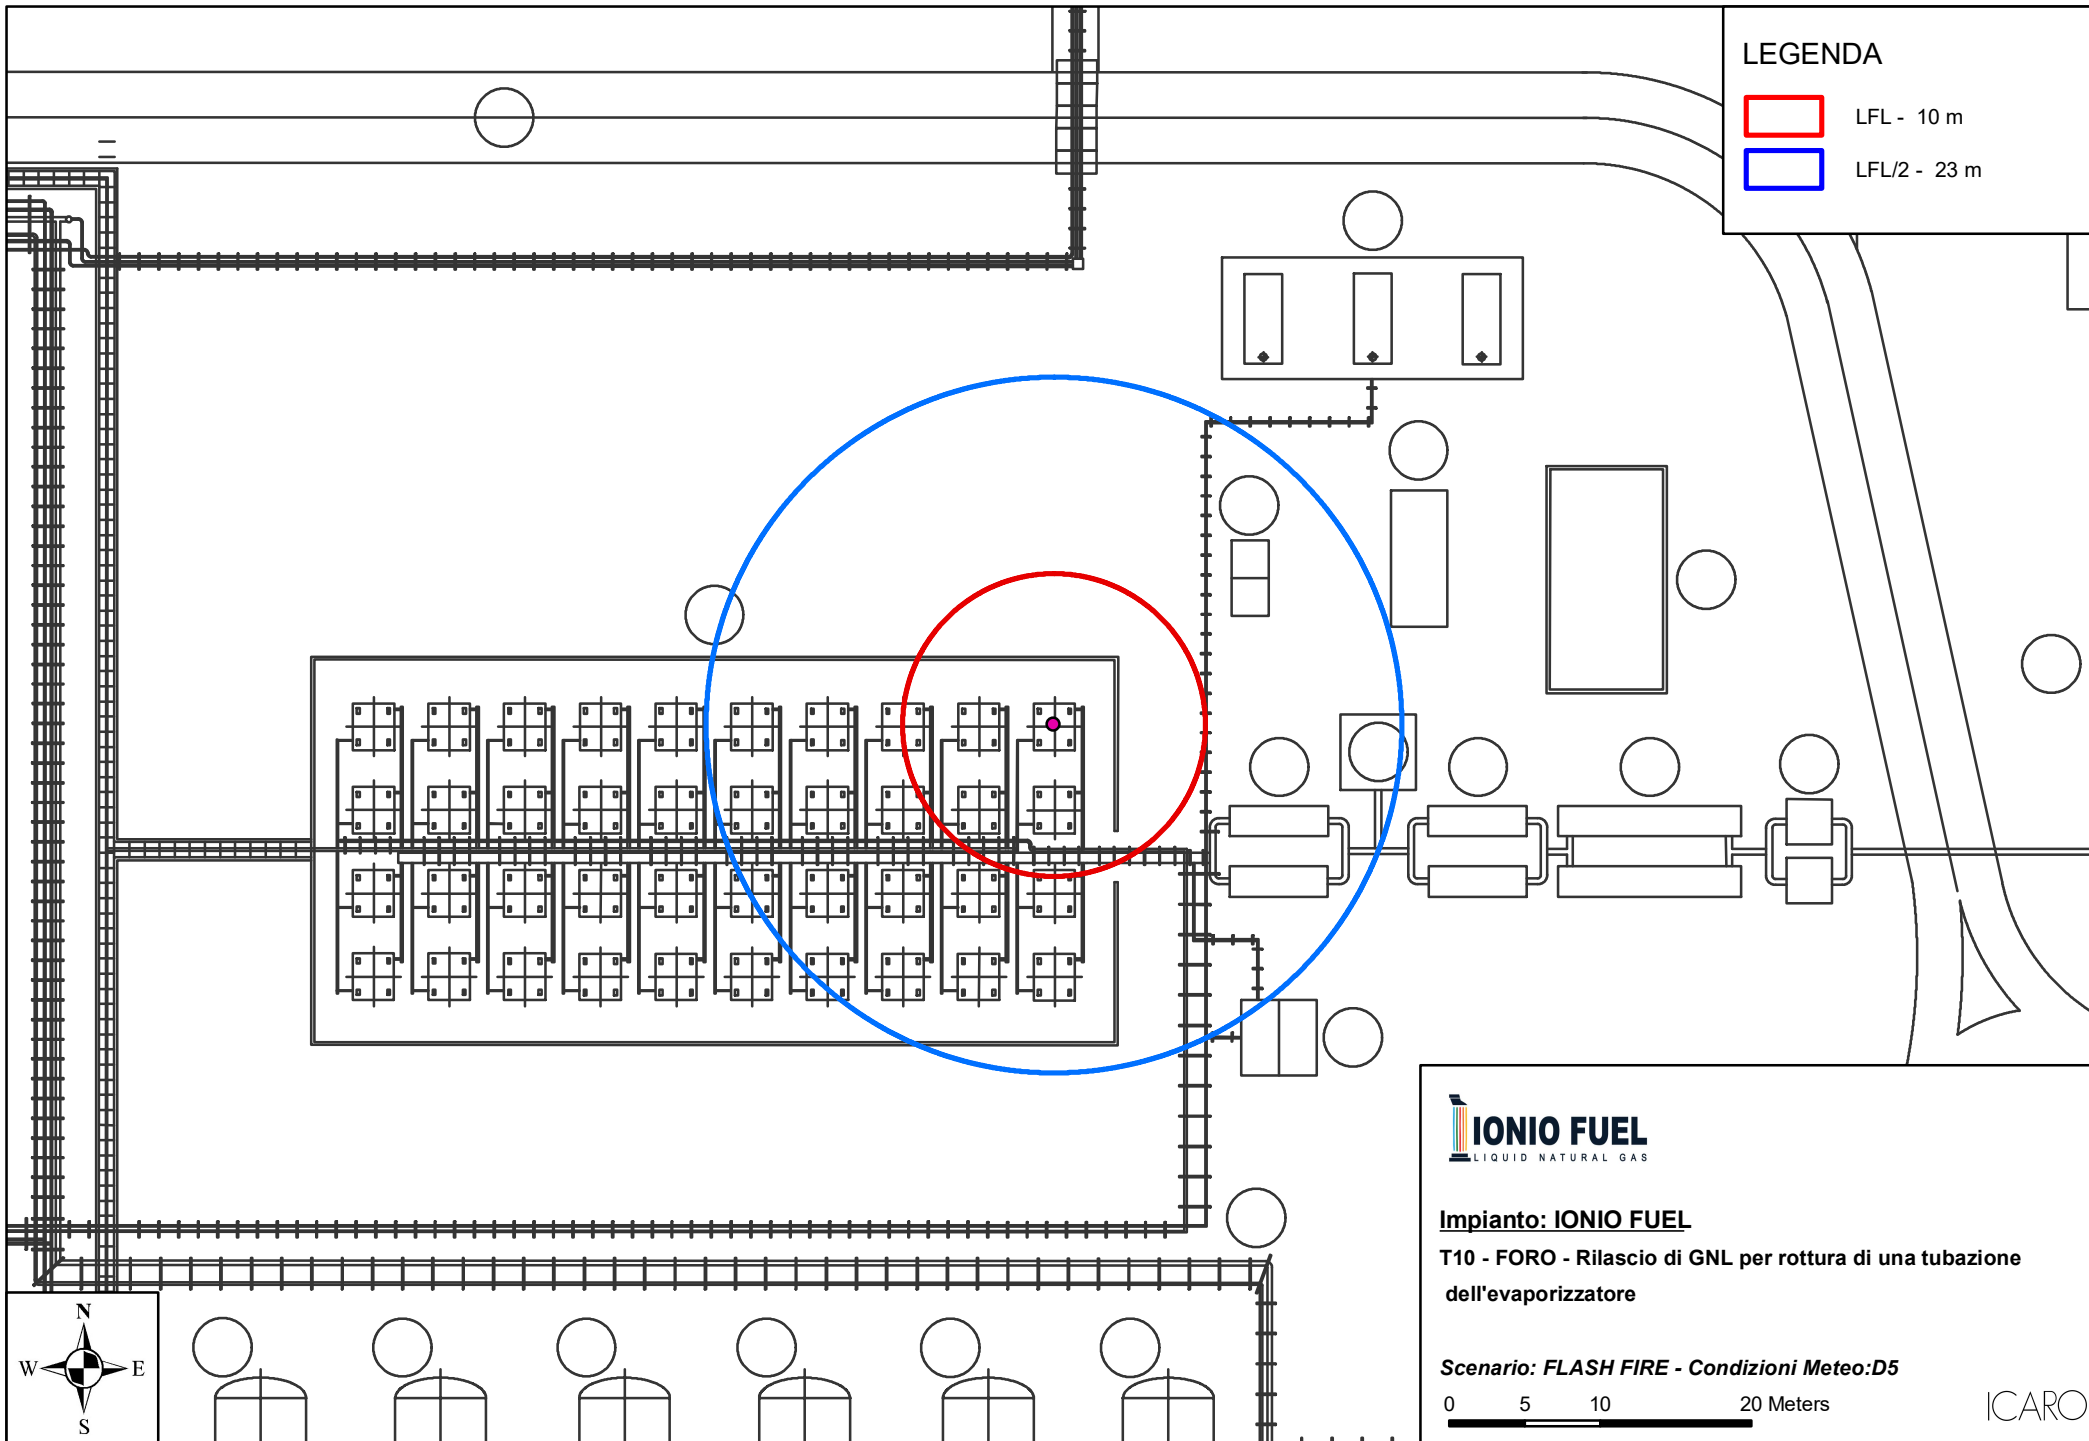 LEGENDA
LFL - 10 m
LFL/2 - 23 m
IONIO FUEL
LIQUID NATURAL GAS
Impianto: IONIO FUEL
T10 - FORO - Rilascio di GNL per rottura di una tubazione
dell'evaporizzatore
Scenario: FLASH FIRE - Condizioni Meteo:D5
0 5 10 20 Meters
ICARO
N
W E
S